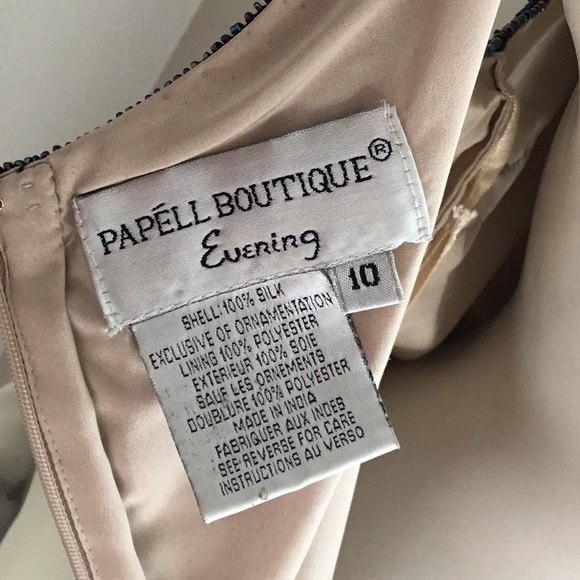 PAPÉLL BOUTIQUE®
Evening
10
SHELL:100% SILK
EXCLUSIVE OF ORNAMENTATION
LINING 100% POLYESTER
EXTERIEUR 100% SOIE
SAUF LES ORNEMENTS
DOUBLURE 100% POLYESTER
MADE IN INDIA
FABRIQUER AUX INDES
SEE REVERSE FOR CARE
INSTRUCTIONS AU VERSO